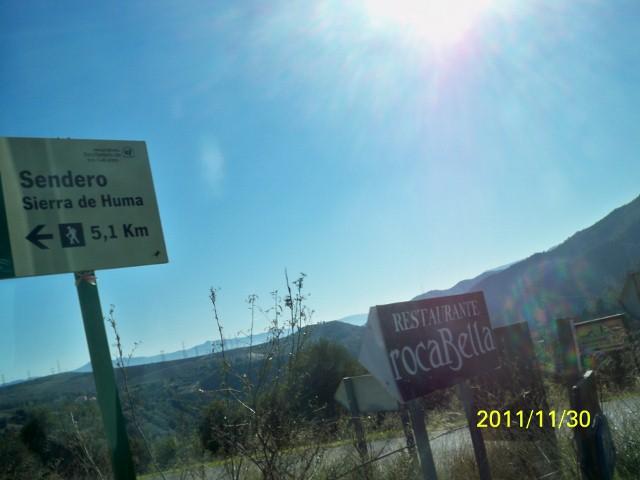 Sendero
Sierra de Huma
5,1 Km
RESTAURANTE
rocaBella
2011/11/30